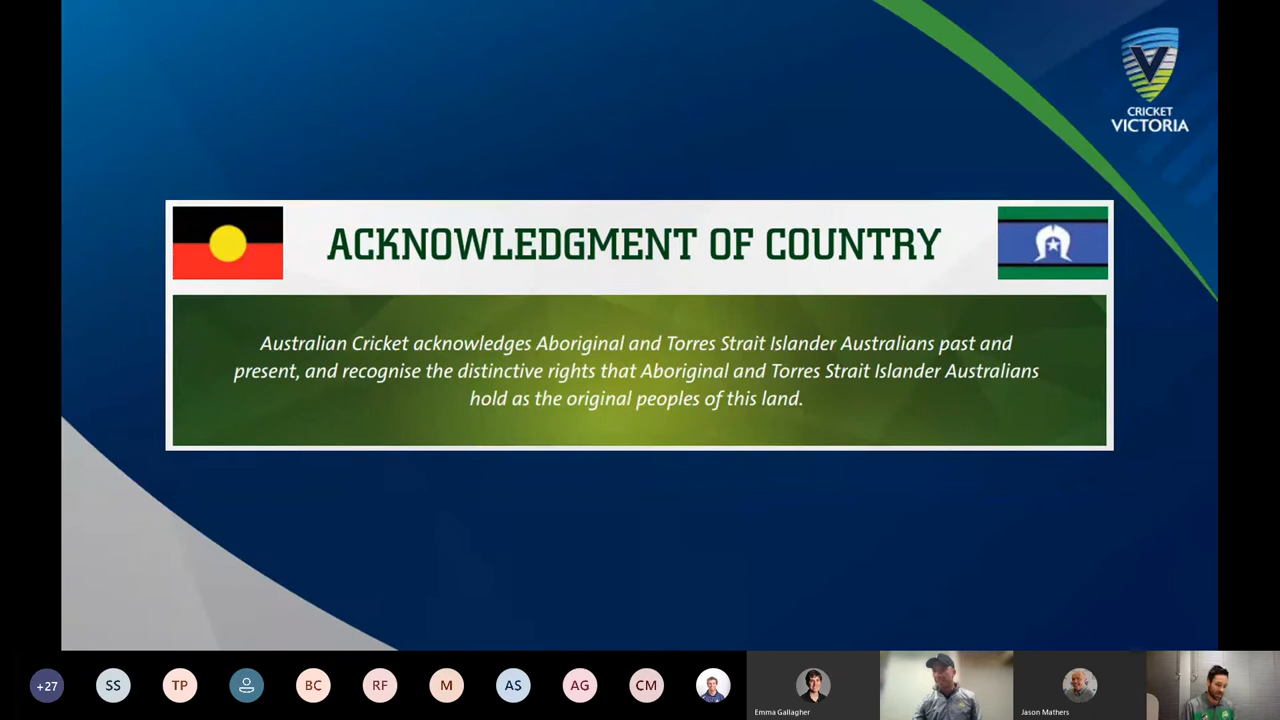 CRICKET
VICTORIA
ACKNOWLEDGMENT OF COUNTRY
Australian Cricket acknowledges Aboriginal and Torres Strait Islander Australians past and
present, and recognise the distinctive rights that Aboriginal and Torres Strait Islander Australians
hold as the original peoples of this land.
+27
SS
TP
BC
RF
M
AS
AG
CM
Emma Gallagher
Jason Mathers